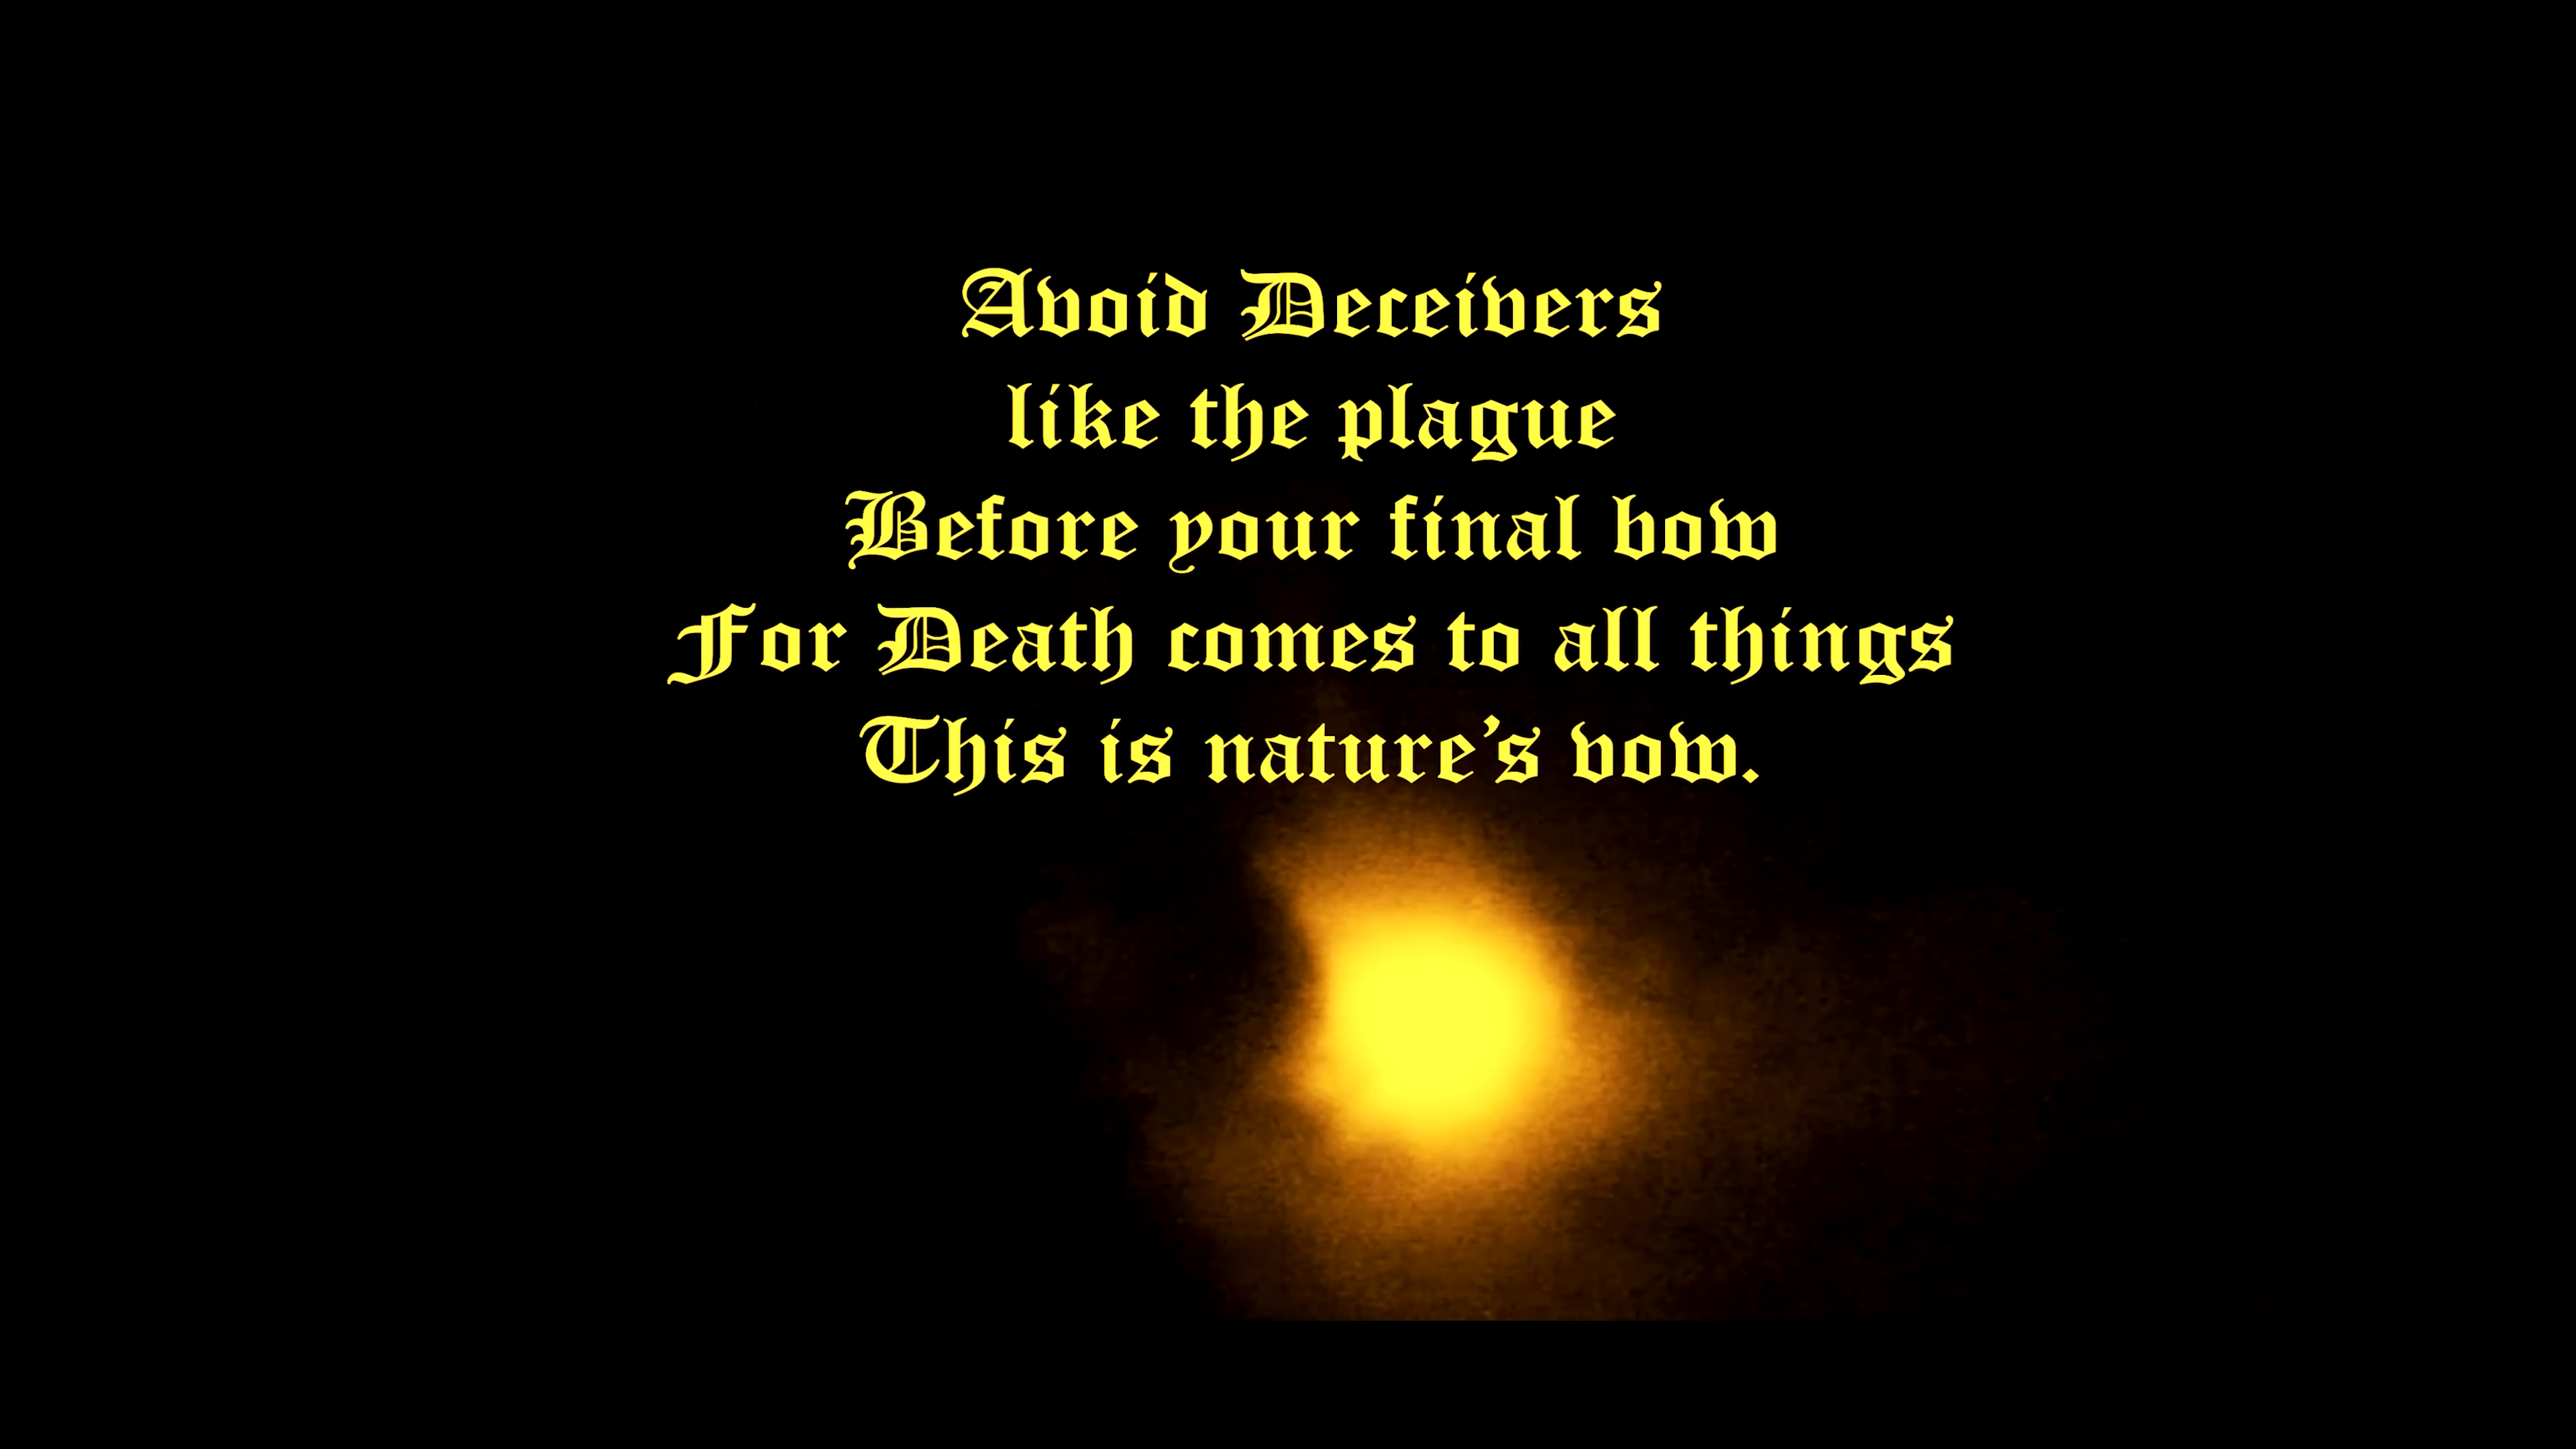 Avoid Deceivers
like the plague
Before your final bow
For Death comes to all things
This is nature's vow.